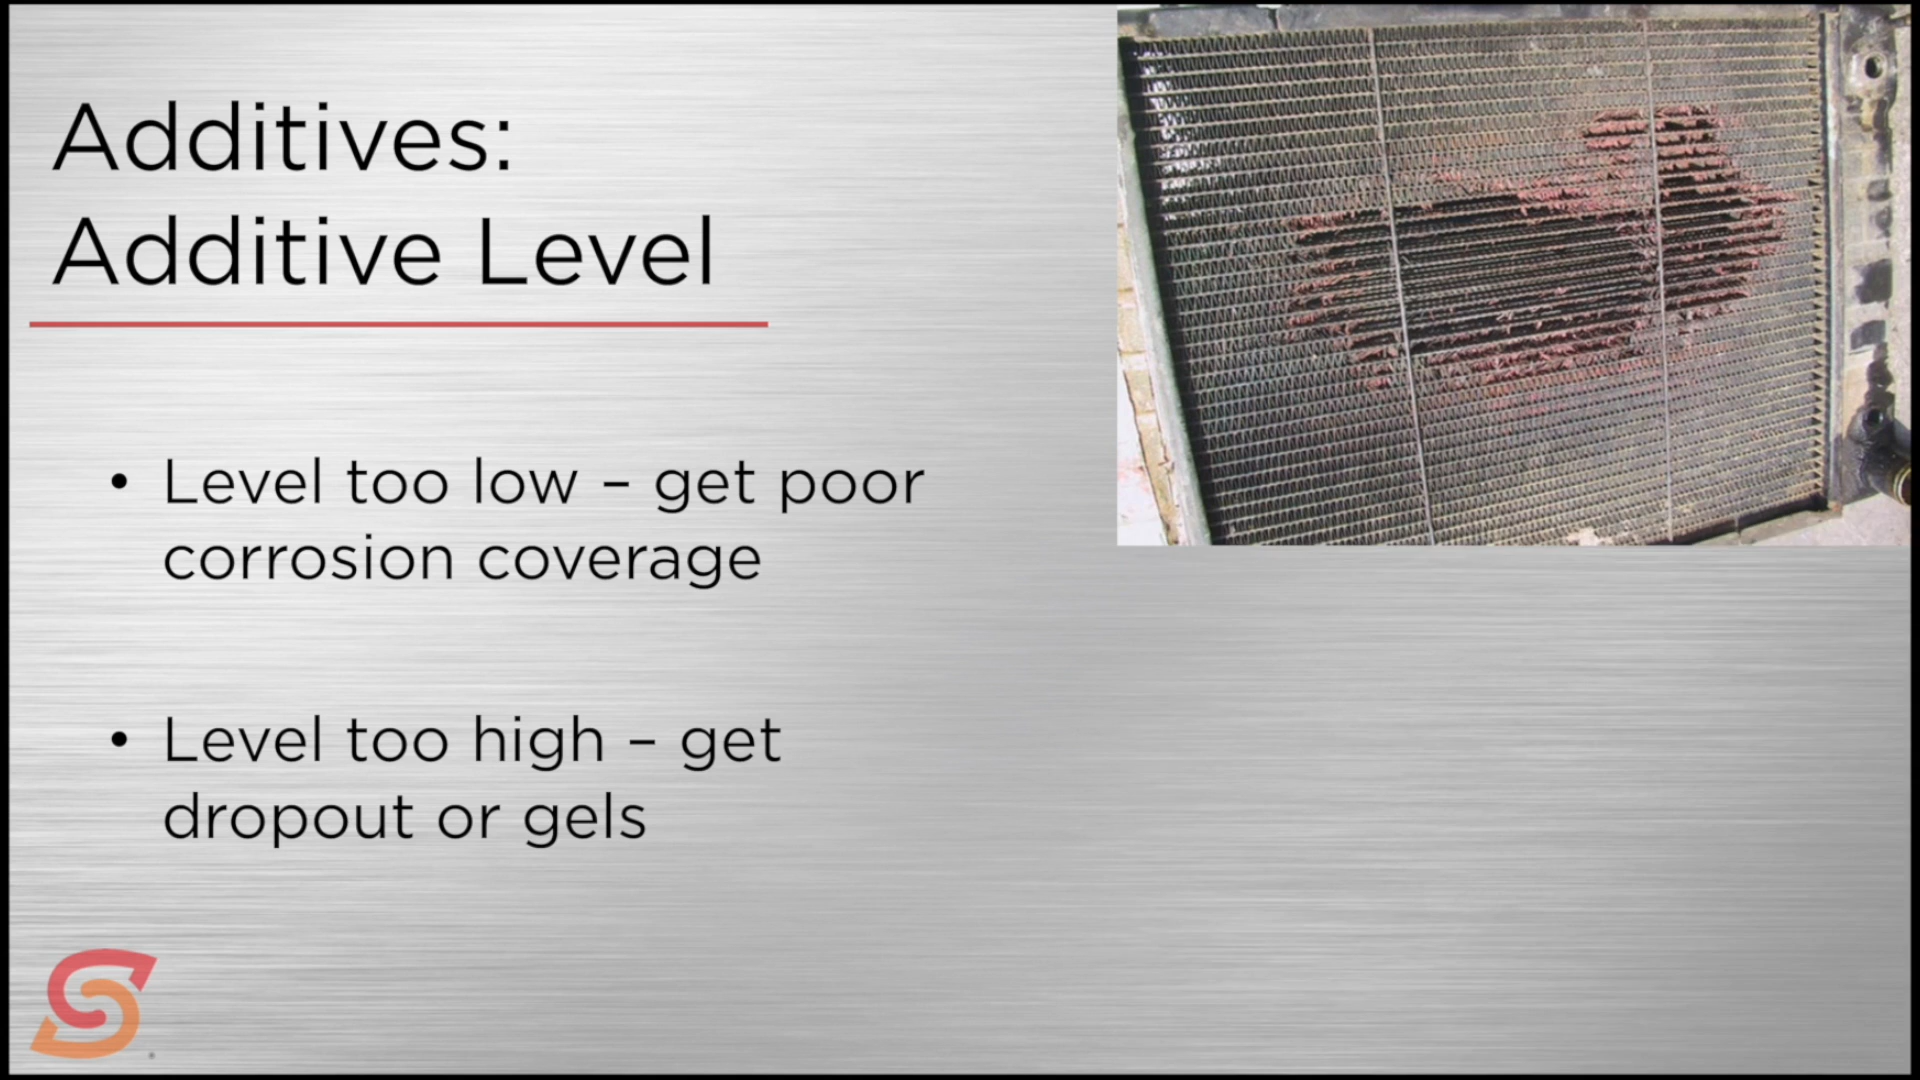 Additives:
Additive Level
• Level too low – get poor
corrosion coverage
• Level too high – get
dropout or gels